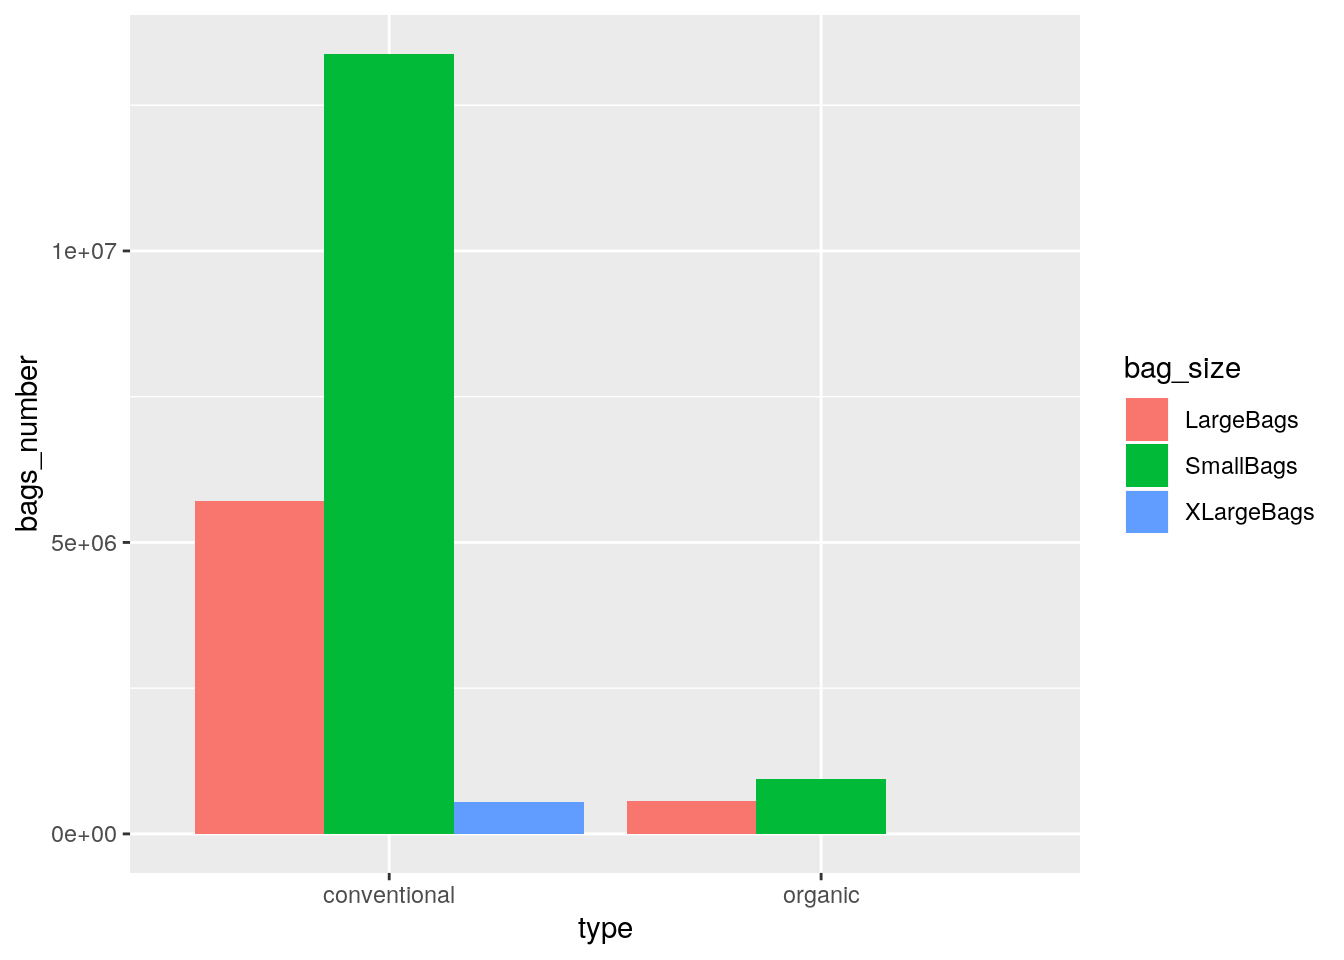 1e+07
5e+06
0e+00
bags_number
conventional
organic
type
bag_size
LargeBags
SmallBags
XLargeBags